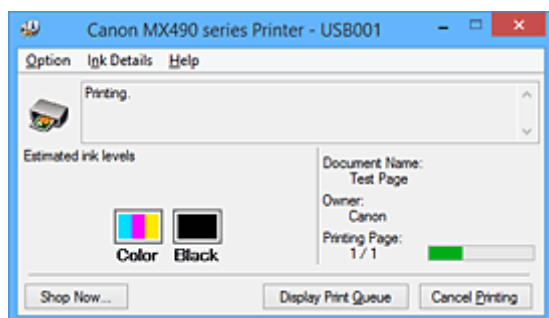 Canon MX490 series Printer - USB001
Option Ink Details Help
Printing.
Estimated ink levels
Color Black
Document Name:
Test Page
Owner:
Canon
Printing Page:
1 / 1
Shop Now... Display Print Queue Cancel Printing